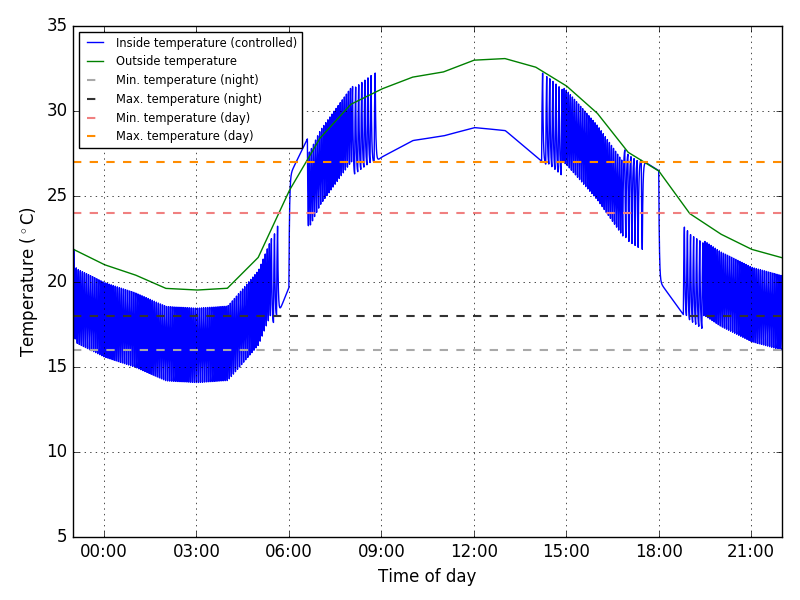 35
30
25
20
15
10
5
Temperature (°C)
Inside temperature (controlled)
Outside temperature
Min. temperature (night)
Max. temperature (night)
Min. temperature (day)
Max. temperature (day)
00:00 03:00 06:00 09:00 12:00 15:00 18:00 21:00
Time of day